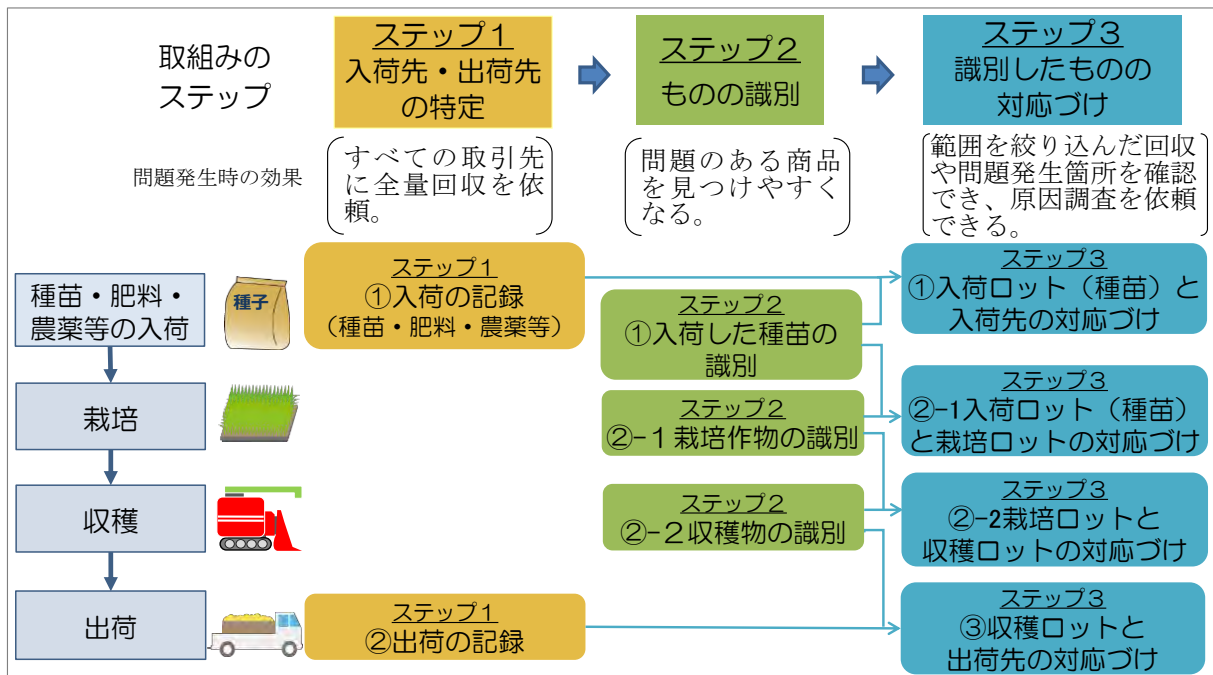 取組みの
ステップ
ステップ1
入荷先・出荷先
の特定
ステップ2
ものの識別
ステップ3
識別したものの
対応づけ
問題発生時の効果
すべての取引先
に全量回収を依
頼。
問題のある商品
を見つけやすく
なる。
範囲を絞り込んだ回収
や問題発生箇所を確認
でき、原因調査を依頼
できる。
種苗・肥料・
農薬等の入荷
種子
ステップ1
①入荷の記録
（種苗・肥料・農薬等）
ステップ2
①入荷した種苗の
識別
ステップ3
①入荷ロット（種苗）と
入荷先の対応づけ
栽培
ステップ2
②-１栽培作物の識別
ステップ3
②-1入荷ロット（種苗）
と栽培ロットの対応づけ
収穫
ステップ2
②-２収穫物の識別
ステップ3
②-2栽培ロットと
収穫ロットの対応づけ
出荷
ステップ1
②出荷の記録
ステップ3
③収穫ロットと
出荷先の対応づけ